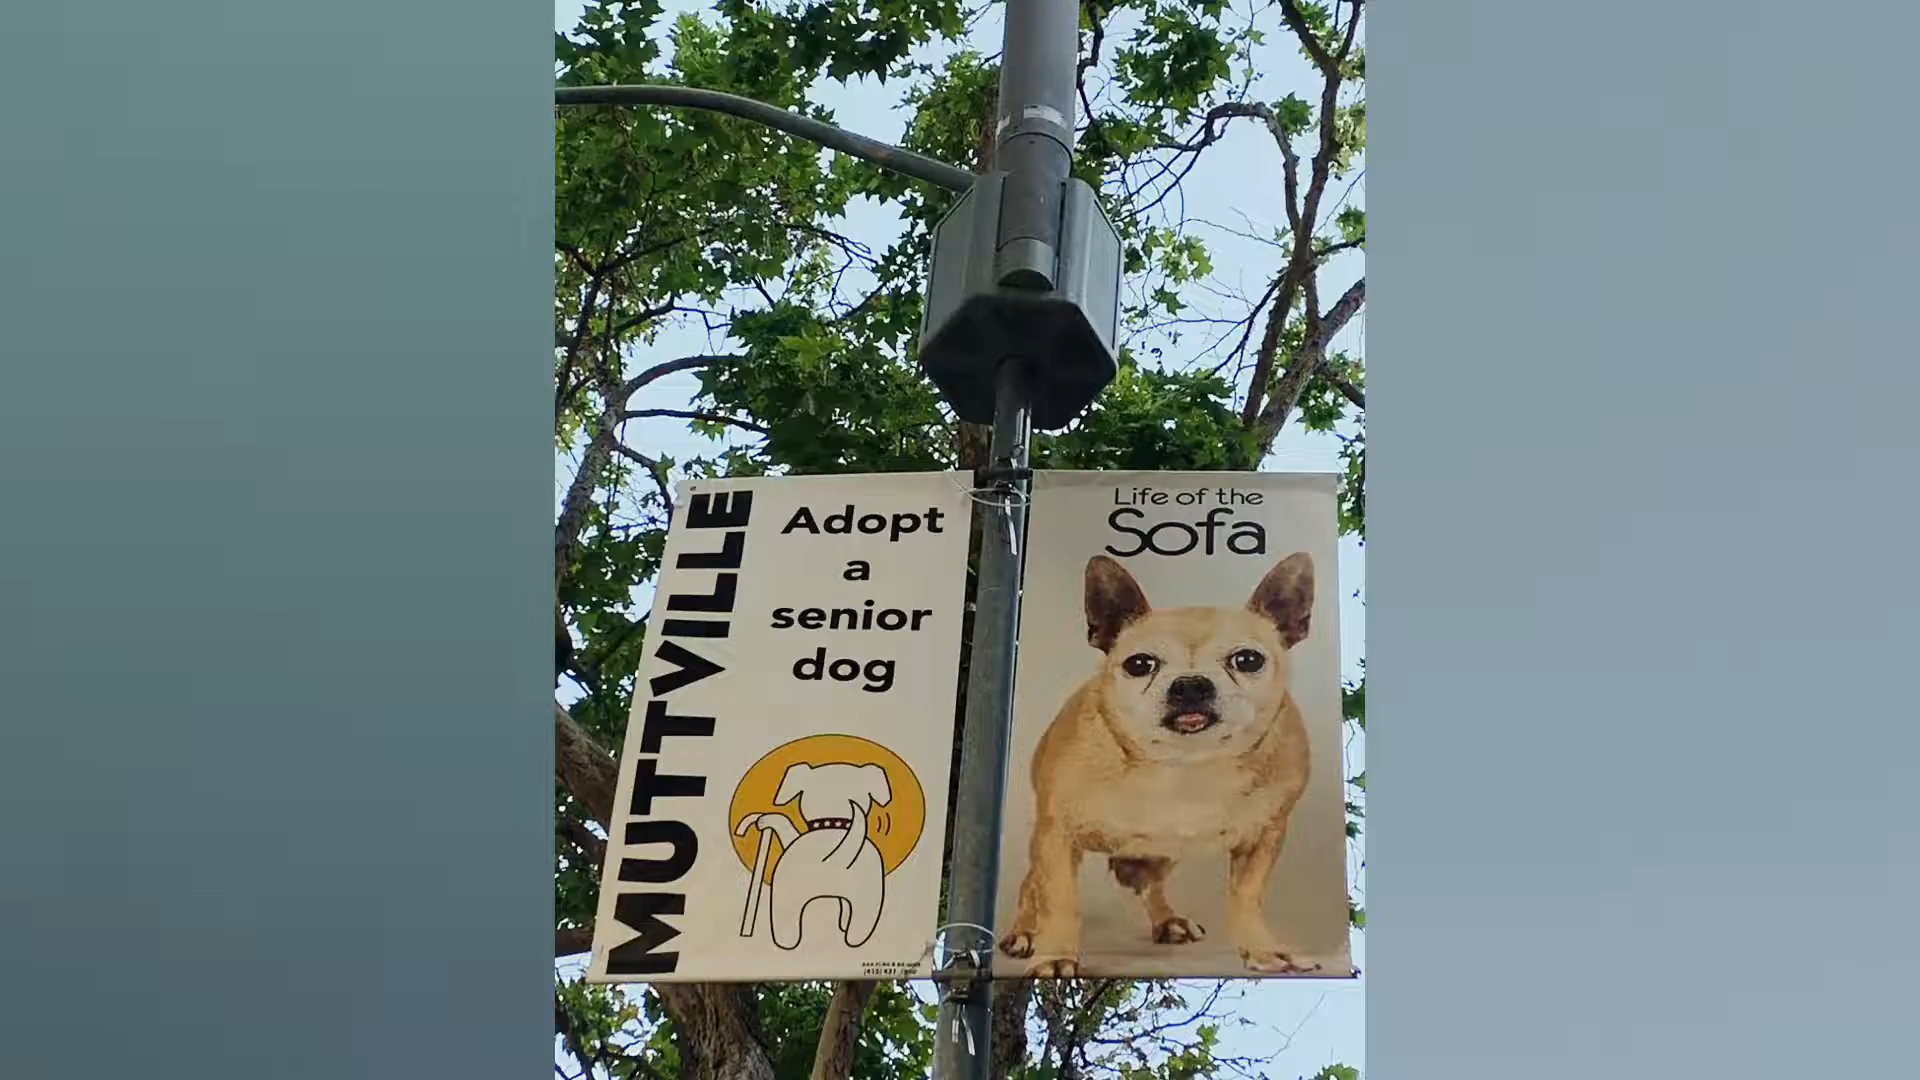 MUTTVILLE
Adopt
a
senior
dog
Life of the
Sofa